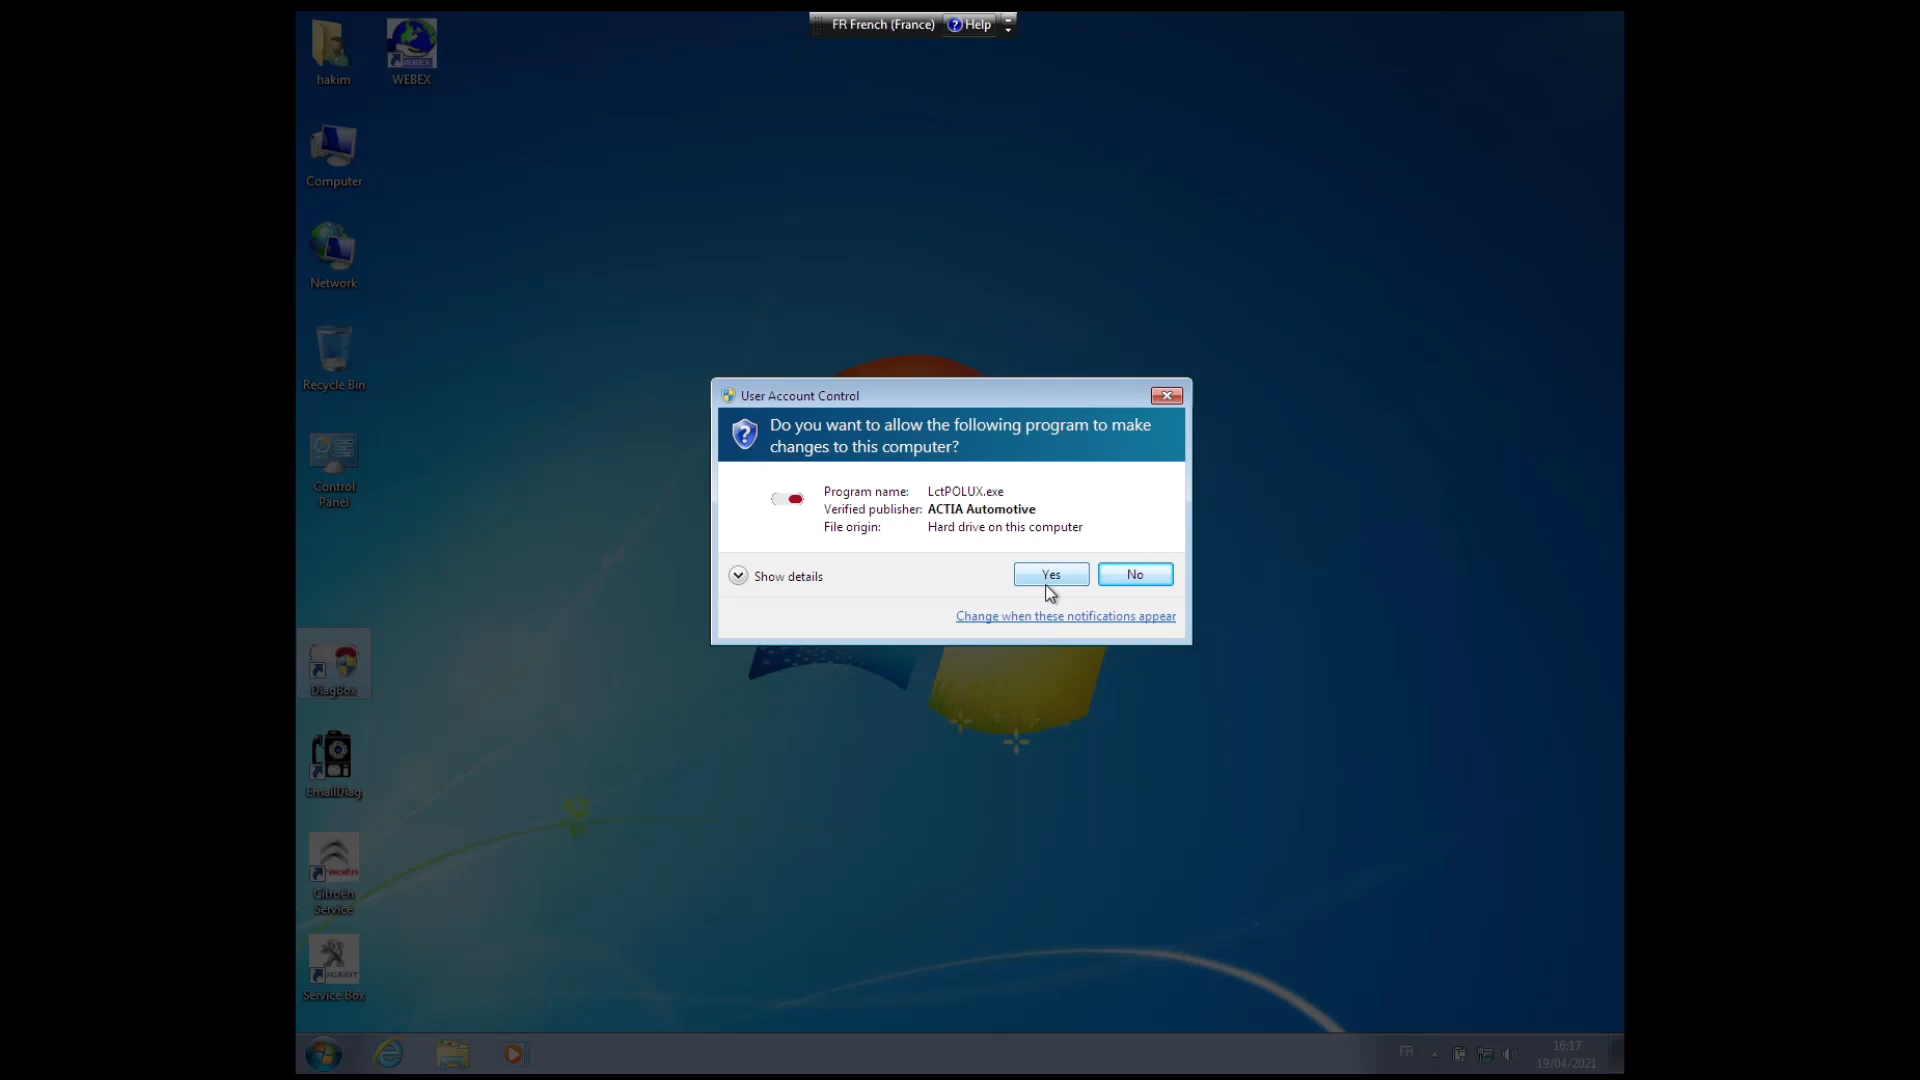 FR French (France)
Help
hakim
WEBEX
WEBEX
Computer
Network
Recycle Bin
Control
Panel
DiagBox
EmailDiag
CITROËN
Citroën
Service
PEUGEOT
Service Box
User Account Control
Do you want to allow the following program to make
changes to this computer?
Program name: LctPOLUX.exe
Verified publisher: ACTIA Automotive
File origin: Hard drive on this computer
Show details
Yes
No
Change when these notifications appear
FR
16:17
19/04/2021